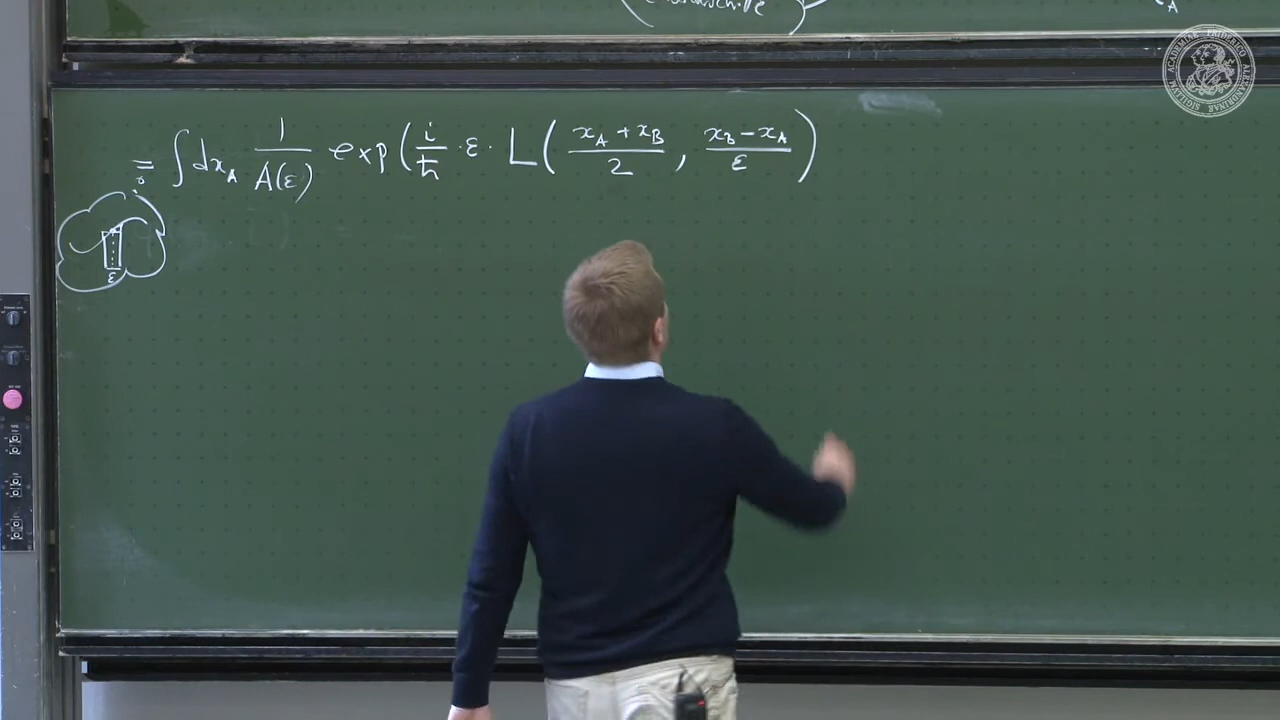 = ∫ dx_A 1/A(ε) exp( i/ħ · ε · L( (x_A + x_B)/2 , (x_B − x_A)/ε )
ε